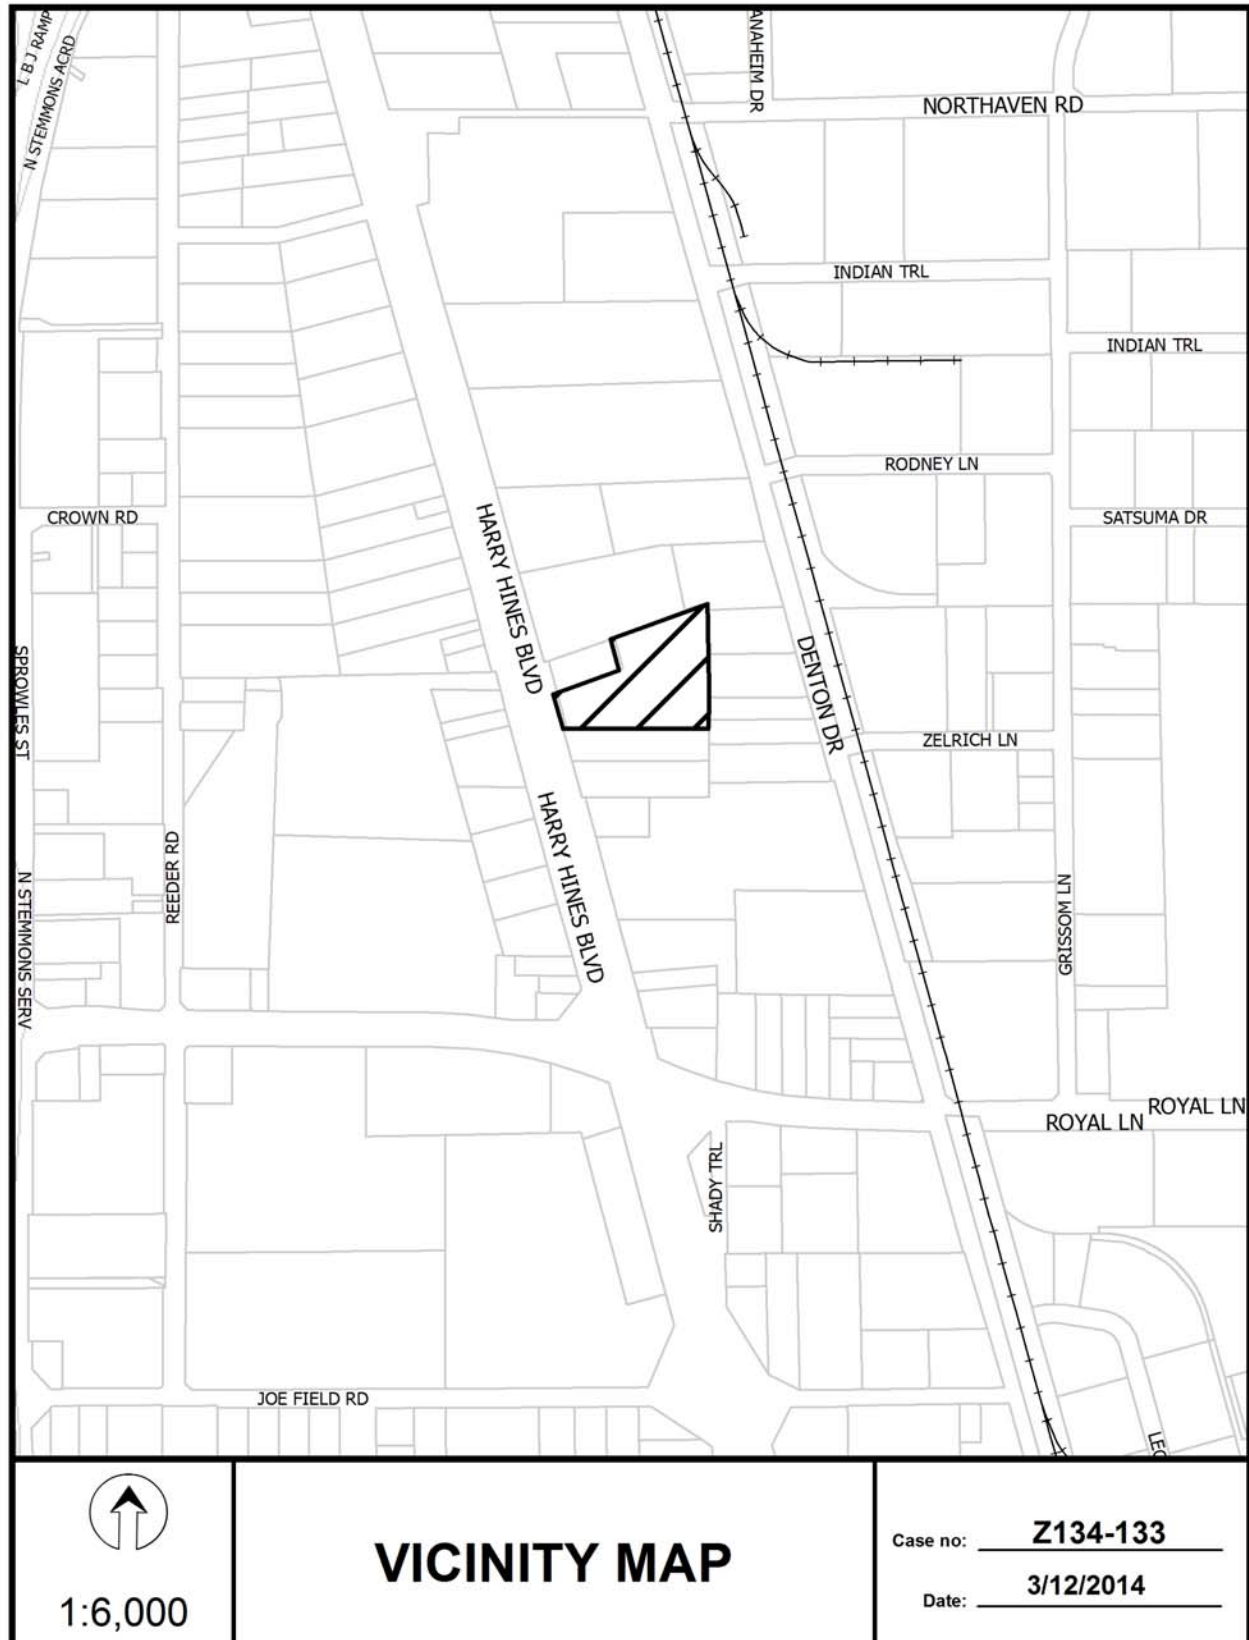 L B J RAMP
N STEMMONS ACRD
ANAHEIM DR
NORTHAVEN RD
INDIAN TRL
INDIAN TRL
RODNEY LN
CROWN RD
SATSUMA DR
HARRY HINES BLVD
SPROWLES ST
DENTON DR
ZELRICH LN
HARRY HINES BLVD
REEDER RD
N STEMMONS SERV
GRISSOM LN
ROYAL LN
ROYAL LN
SHADY TRL
JOE FIELD RD
LEO
1:6,000
VICINITY MAP
Case no: Z134-133
Date: 3/12/2014